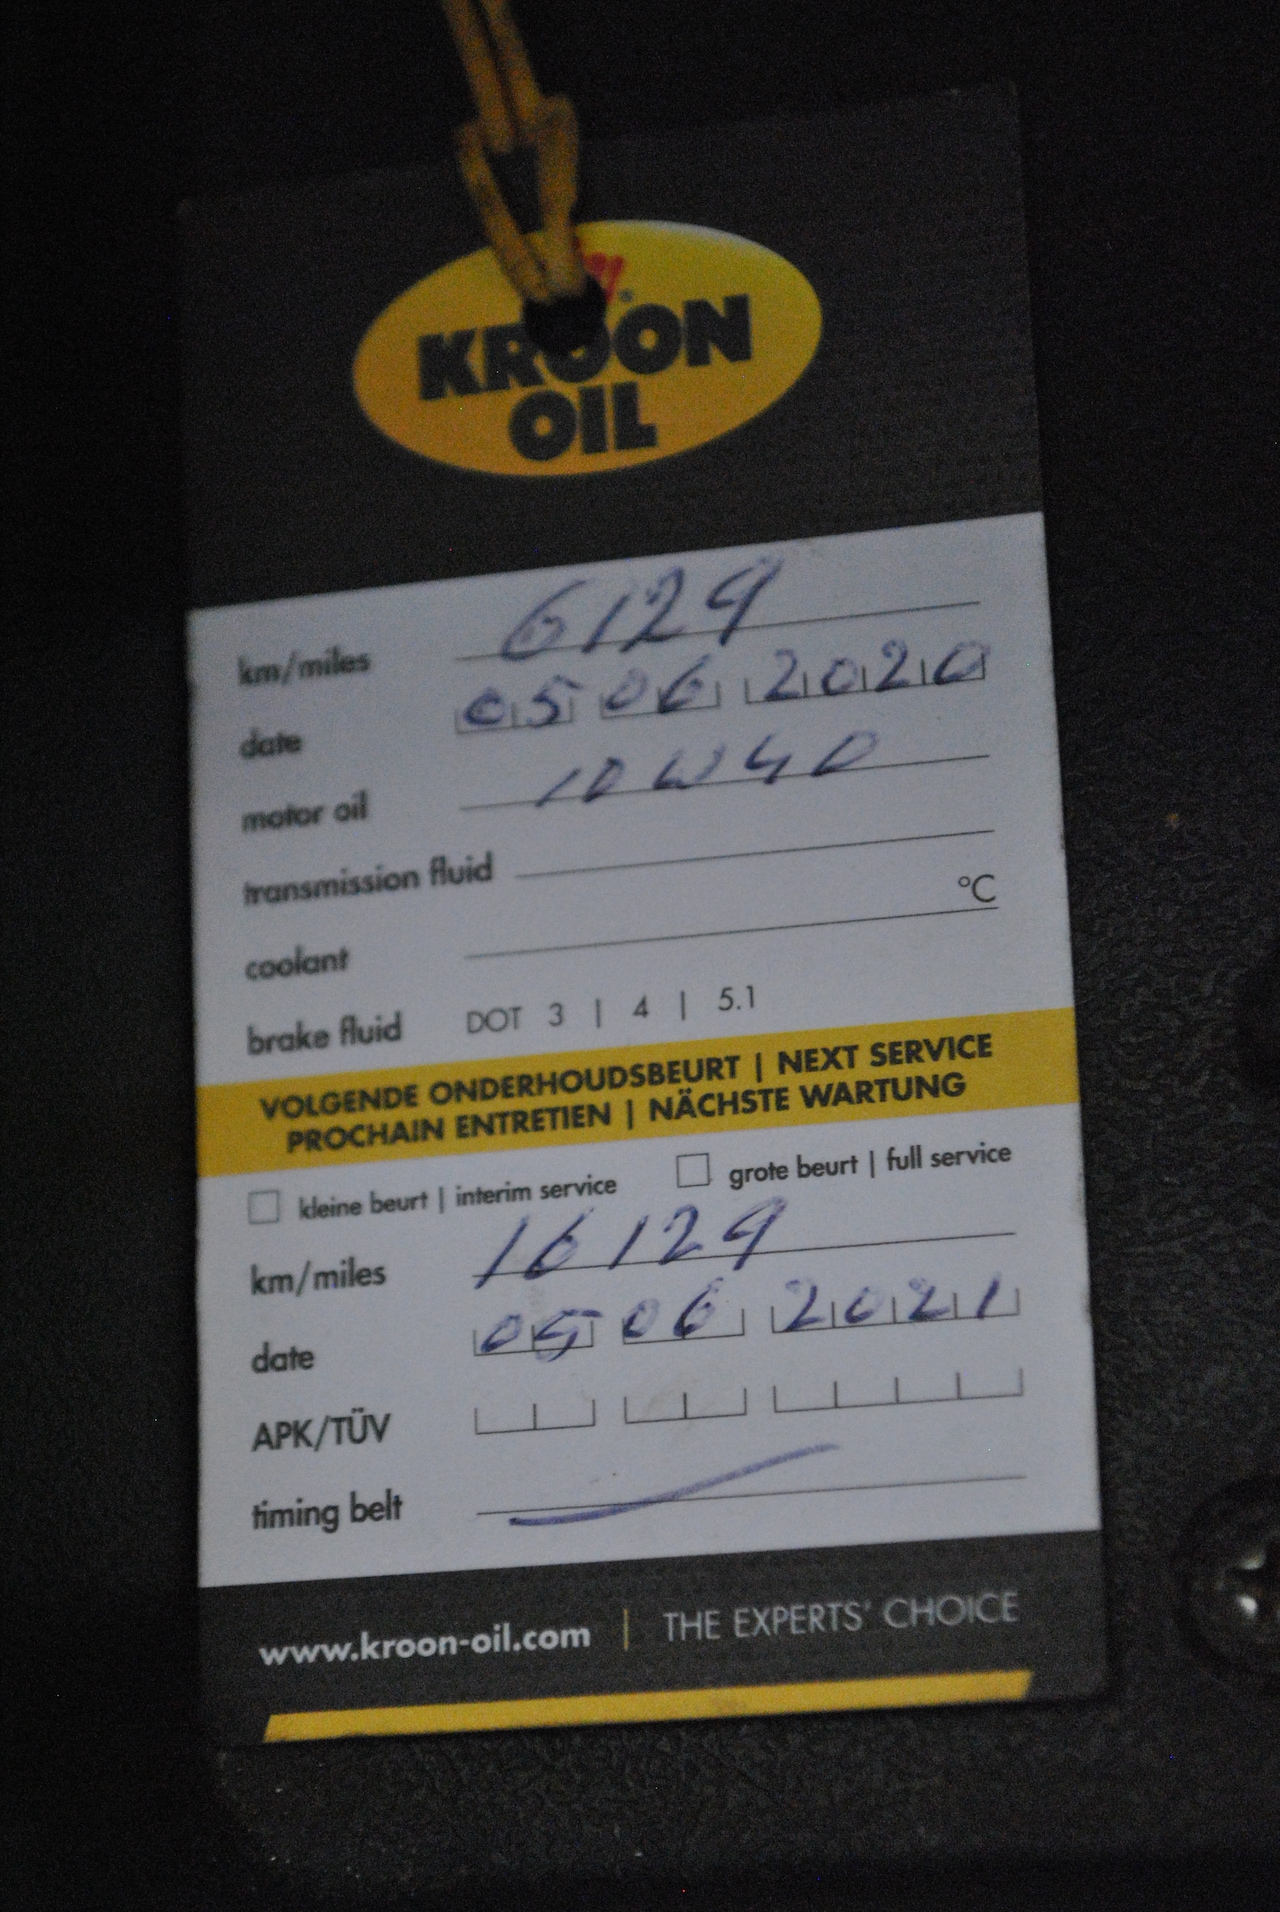 KROON
OIL
km/miles 6129
date 05 06 2020
motor oil 10W40
transmission fluid
coolant °C
brake fluid DOT 3 | 4 | 5.1
VOLGENDE ONDERHOUDSBEURT | NEXT SERVICE
PROCHAIN ENTRETIEN | NÄCHSTE WARTUNG
kleine beurt | interim service grote beurt | full service
km/miles 16129
date 05 06 2021
APK/TÜV
timing belt
www.kroon-oil.com | THE EXPERTS' CHOICE